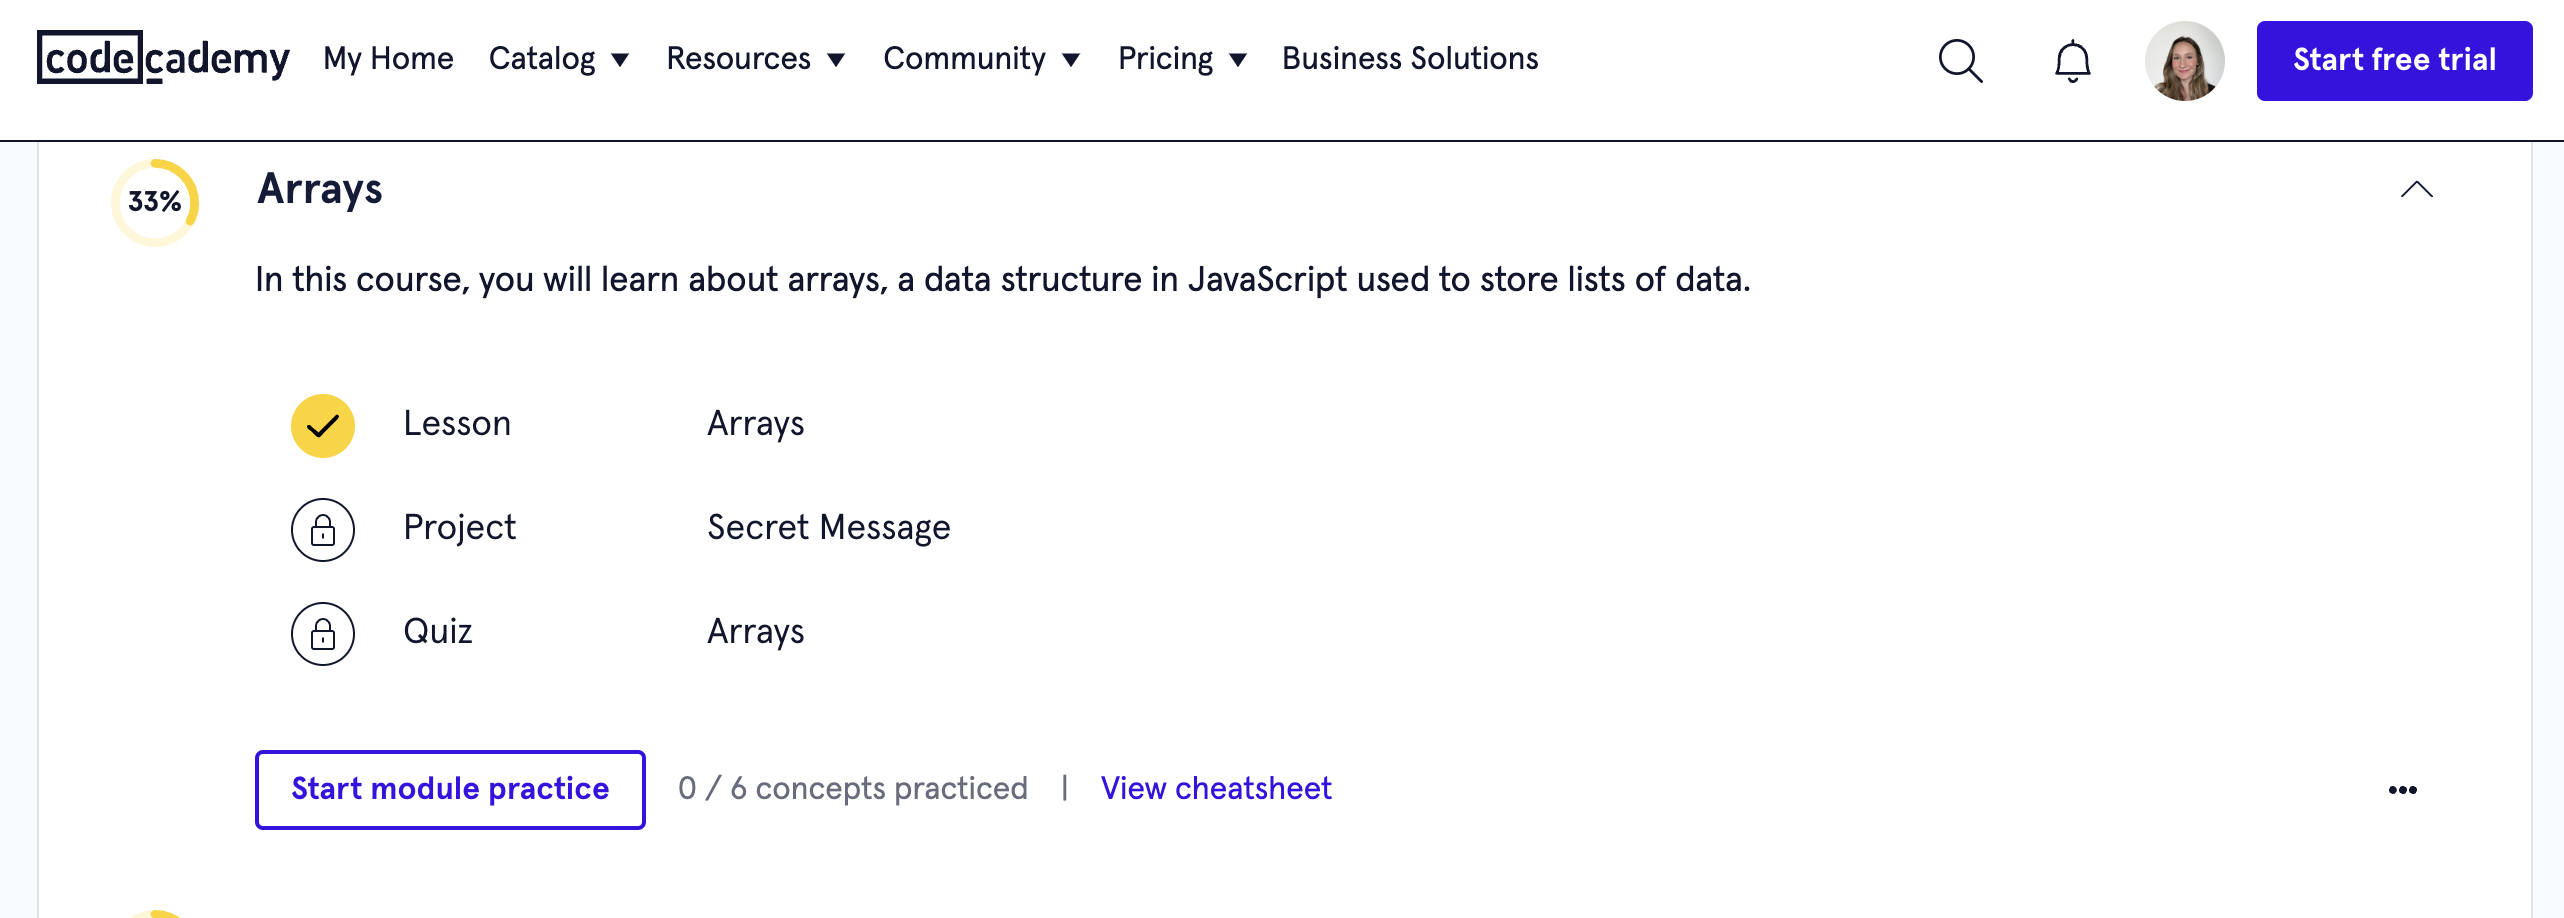 codecademy My Home Catalog Resources Community Pricing Business Solutions Start free trial
33% Arrays
In this course, you will learn about arrays, a data structure in JavaScript used to store lists of data.
Lesson Arrays
Project Secret Message
Quiz Arrays
Start module practice 0 / 6 concepts practiced | View cheatsheet